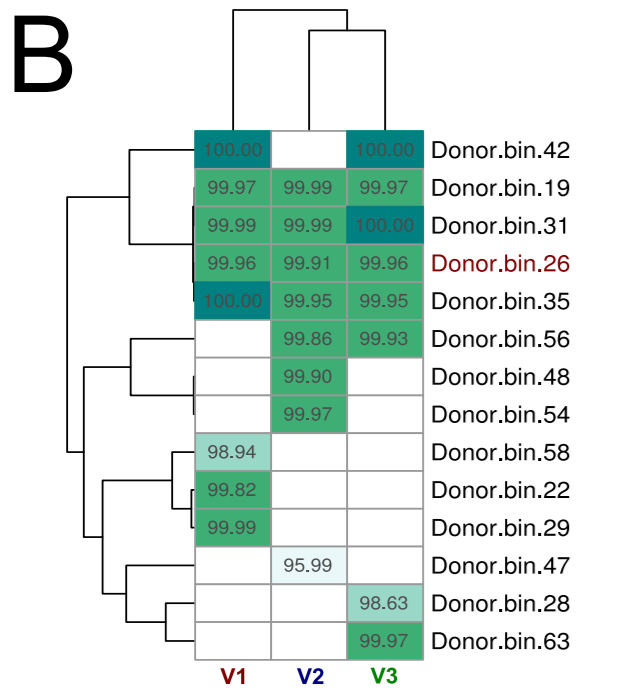 B
100.00 100.00 Donor.bin.42
99.97 99.99 99.97 Donor.bin.19
99.99 99.99 100.00 Donor.bin.31
99.96 99.91 99.96 Donor.bin.26
100.00 99.95 99.95 Donor.bin.35
99.86 99.93 Donor.bin.56
99.90 Donor.bin.48
99.97 Donor.bin.54
98.94 Donor.bin.58
99.82 Donor.bin.22
99.99 Donor.bin.29
95.99 Donor.bin.47
98.63 Donor.bin.28
99.97 Donor.bin.63
V1 V2 V3